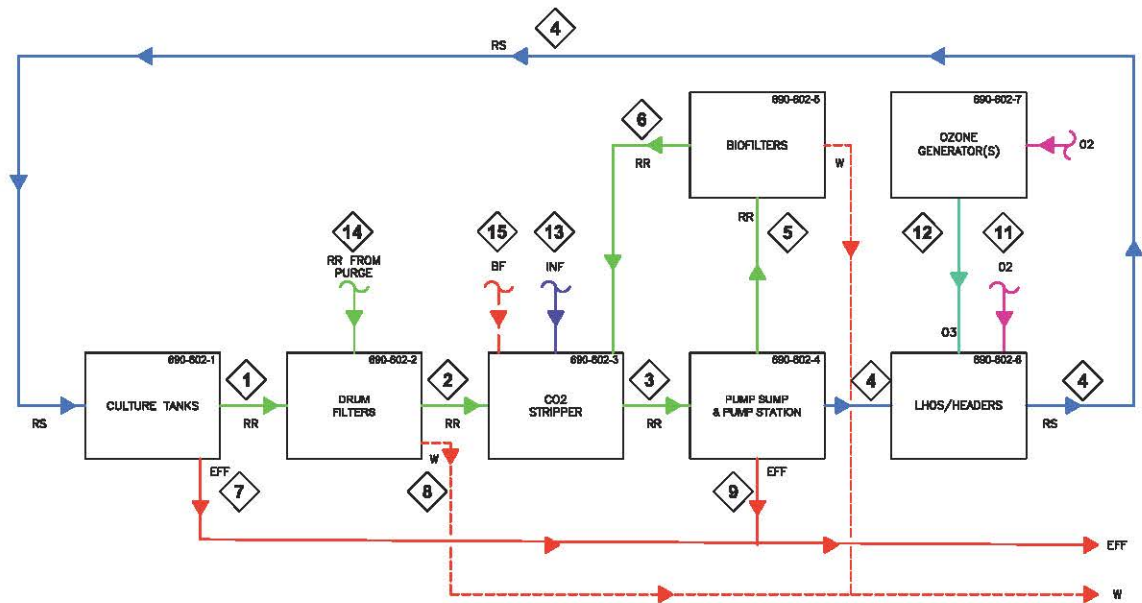 4
RS
690-602-5
690-602-7
6
BIOFILTERS
OZONE
GENERATOR(S)
O2
RR
W
14
15
13
RR
5
12
11
RR FROM
PURGE
BF
INF
O2
O3
690-602-1
690-602-2
690-602-3
690-602-4
690-602-6
CULTURE TANKS
1
DRUM
FILTERS
2
CO2
STRIPPER
3
PUMP SUMP
& PUMP STATION
4
LHOS/HEADERS
4
RS
RR
RR
RR
RS
EFF
W
EFF
7
8
9
EFF
W